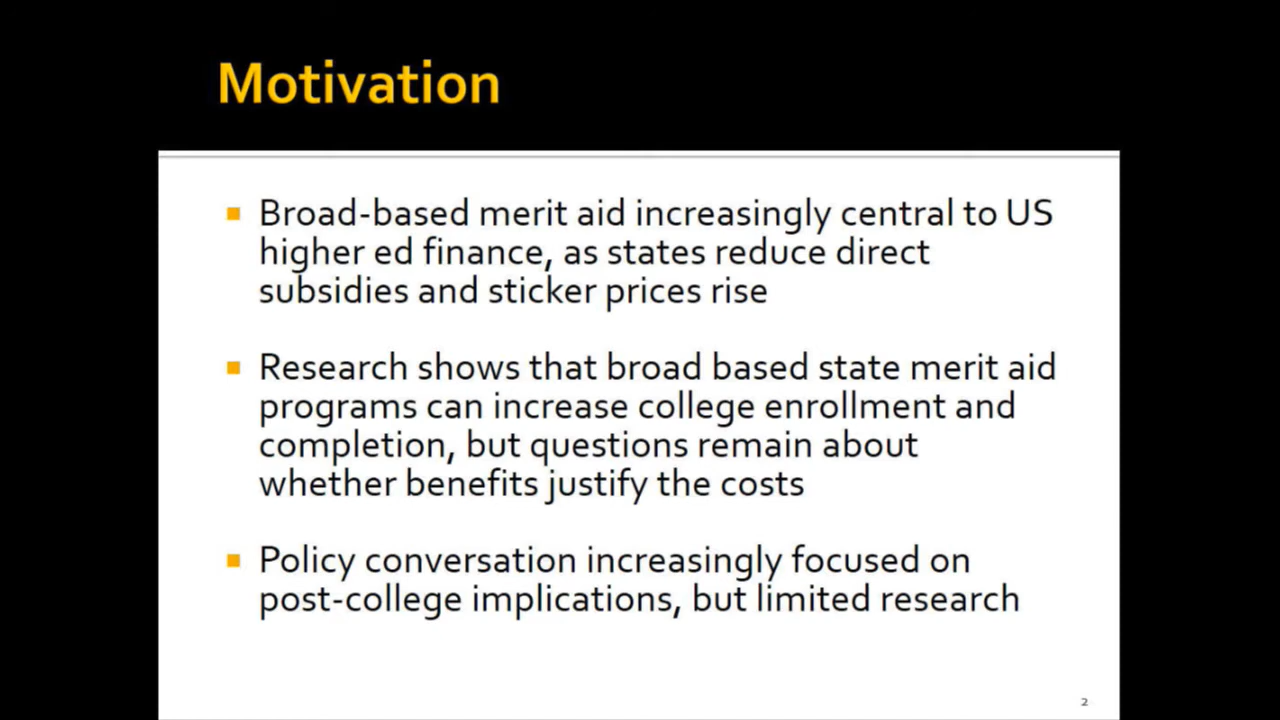 Motivation
Broad-based merit aid increasingly central to US
higher ed finance, as states reduce direct
subsidies and sticker prices rise
Research shows that broad based state merit aid
programs can increase college enrollment and
completion, but questions remain about
whether benefits justify the costs
Policy conversation increasingly focused on
post-college implications, but limited research
2